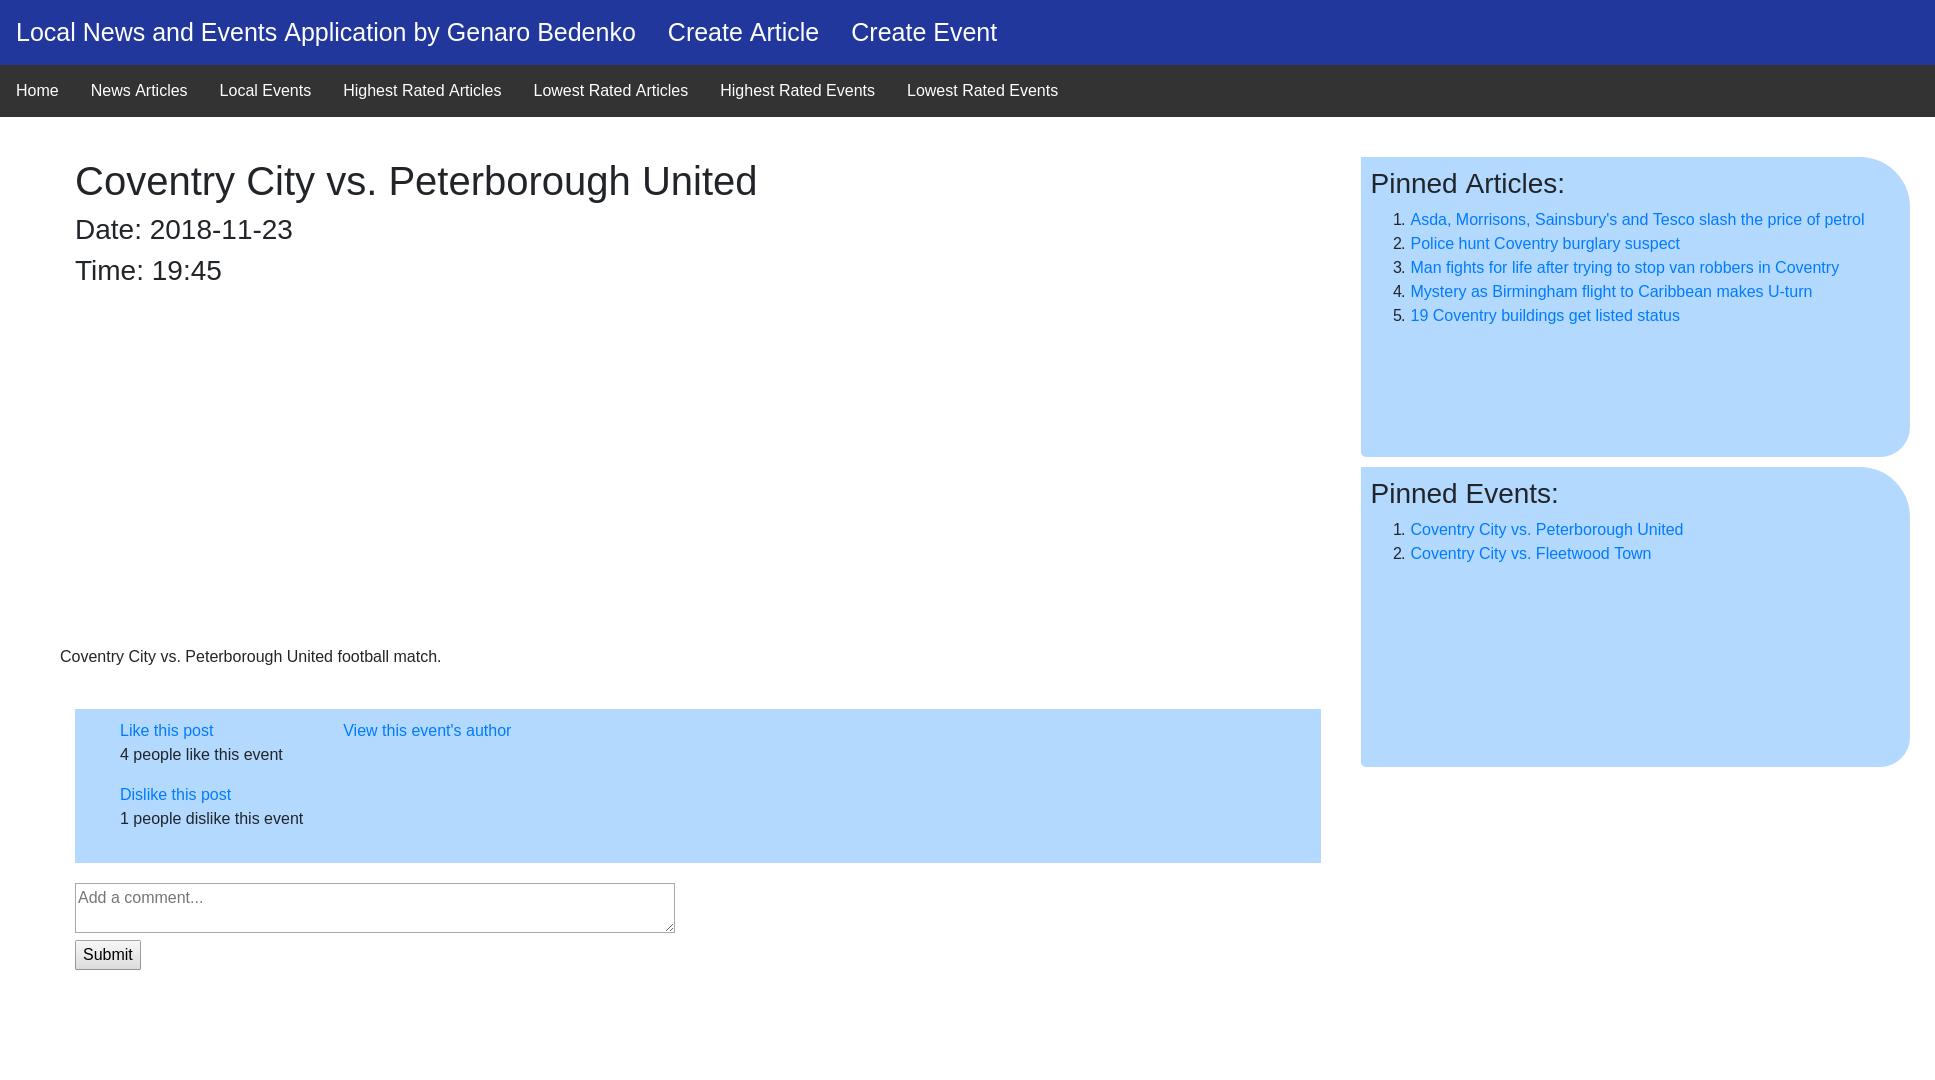 Local News and Events Application by Genaro Bedenko Create Article Create Event
Home News Articles Local Events Highest Rated Articles Lowest Rated Articles Highest Rated Events Lowest Rated Events
Coventry City vs. Peterborough United
Date: 2018-11-23
Time: 19:45
Coventry City vs. Peterborough United football match.
Like this post View this event's author
4 people like this event
Dislike this post
1 people dislike this event
Add a comment...
Submit
Pinned Articles:
1. Asda, Morrisons, Sainsbury's and Tesco slash the price of petrol
2. Police hunt Coventry burglary suspect
3. Man fights for life after trying to stop van robbers in Coventry
4. Mystery as Birmingham flight to Caribbean makes U-turn
5. 19 Coventry buildings get listed status
Pinned Events:
1. Coventry City vs. Peterborough United
2. Coventry City vs. Fleetwood Town